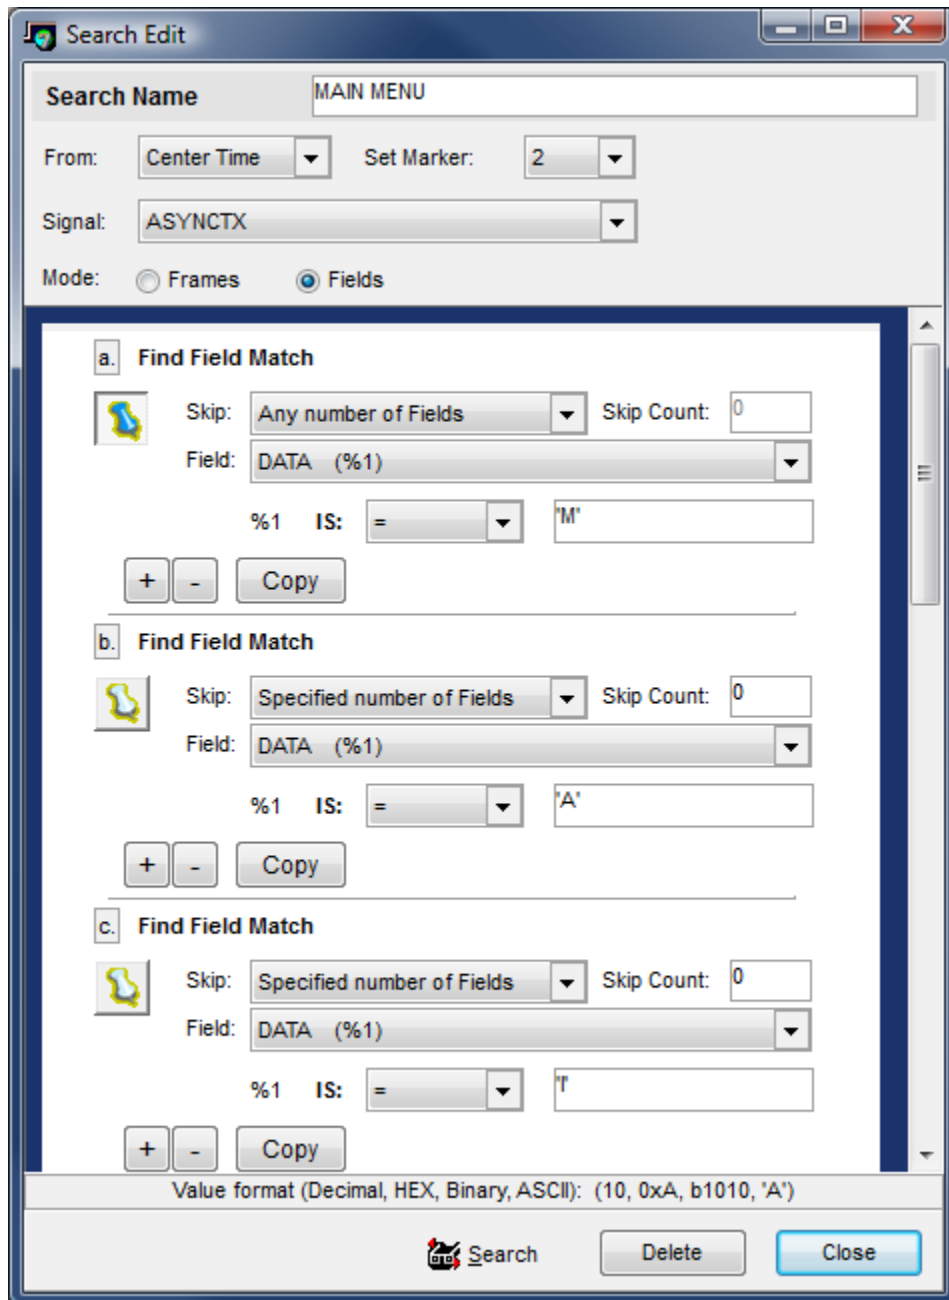 Search Edit
Search Name MAIN MENU
From: Center Time Set Marker: 2
Signal: ASYNCTX
Mode: Frames Fields
a. Find Field Match
Skip: Any number of Fields Skip Count: 0
Field: DATA (%1)
%1 IS: = 'M'
+ - Copy
b. Find Field Match
Skip: Specified number of Fields Skip Count: 0
Field: DATA (%1)
%1 IS: = 'A'
+ - Copy
c. Find Field Match
Skip: Specified number of Fields Skip Count: 0
Field: DATA (%1)
%1 IS: = 'I'
+ - Copy
Value format (Decimal, HEX, Binary, ASCII): (10, 0xA, b1010, 'A')
Search Delete Close